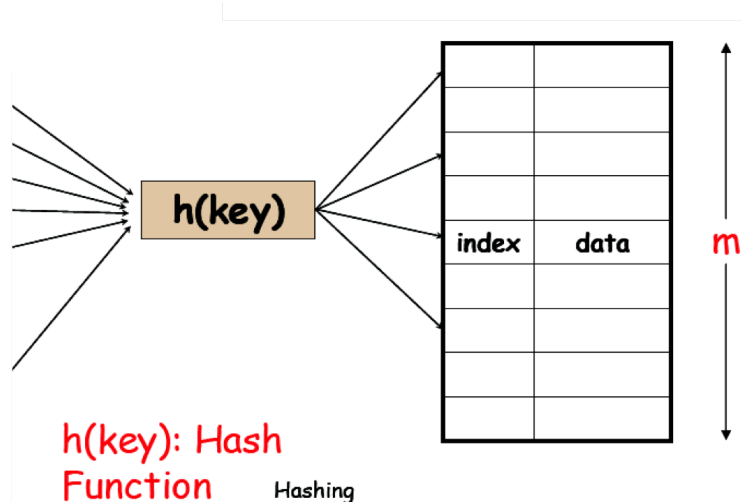 h(key)
index data
m
h(key): Hash
Function
Hashing